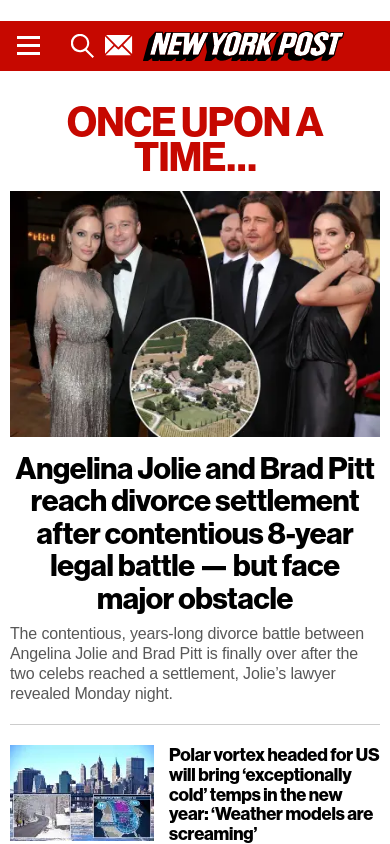 NEW YORK POST
ONCE UPON A
TIME...
Angelina Jolie and Brad Pitt
reach divorce settlement
after contentious 8-year
legal battle — but face
major obstacle
The contentious, years-long divorce battle between
Angelina Jolie and Brad Pitt is finally over after the
two celebs reached a settlement, Jolie’s lawyer
revealed Monday night.
Polar vortex headed for US
will bring ‘exceptionally
cold’ temps in the new
year: ‘Weather models are
screaming’